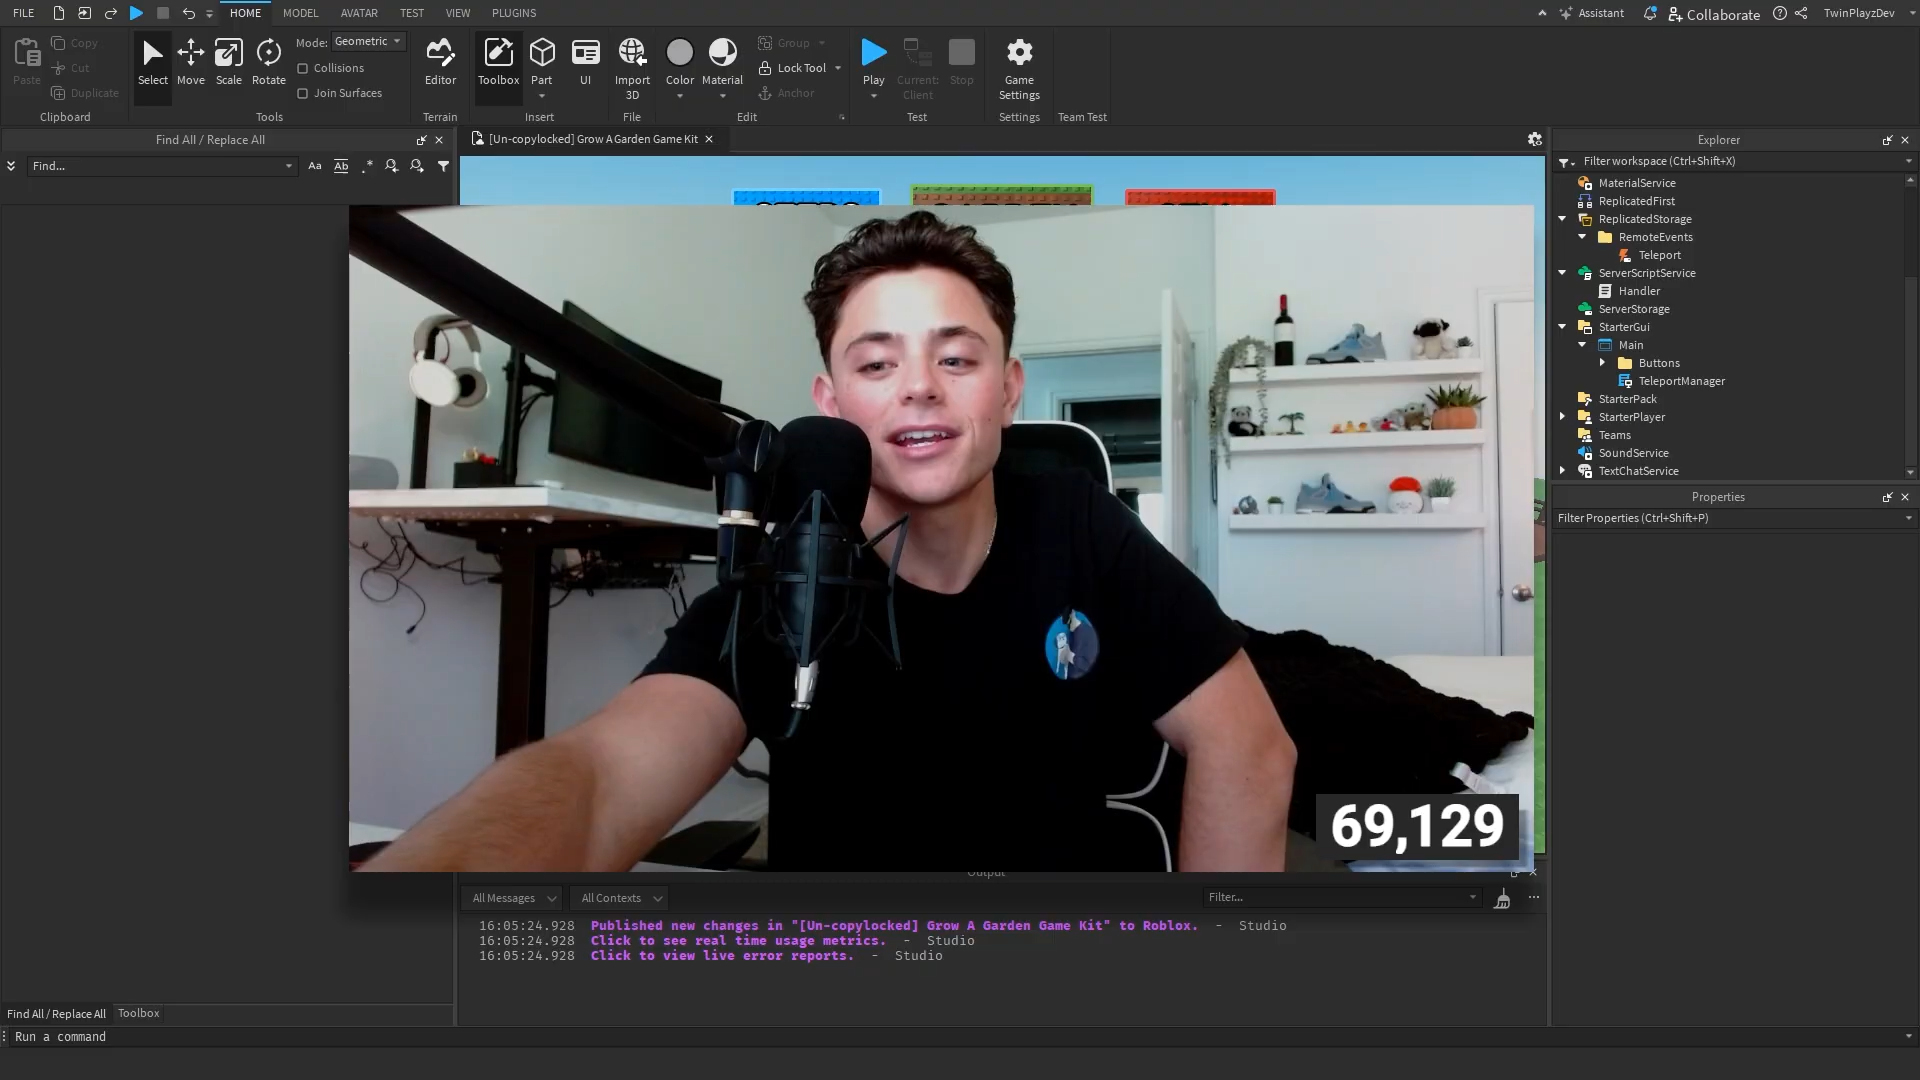 FILE
HOME
MODEL
AVATAR
TEST
VIEW
PLUGINS
Assistant
Collaborate
TwinPlayzDev
Paste
Copy
Cut
Duplicate
Clipboard
Select
Move
Scale
Rotate
Mode: Geometric
Collisions
Join Surfaces
Tools
Editor
Terrain
Toolbox
Part
UI
Insert
Import
3D
File
Color
Material
Group
Lock Tool
Anchor
Edit
Play
Current:
Client
Stop
Test
Game
Settings
Settings
Team Test
Find All / Replace All
Find...
Aa
Ab
.*
[Un-copylocked] Grow A Garden Game Kit
Explorer
Filter workspace (Ctrl+Shift+X)
MaterialService
ReplicatedFirst
ReplicatedStorage
RemoteEvents
Teleport
ServerScriptService
Handler
ServerStorage
StarterGui
Main
Buttons
TeleportManager
StarterPack
StarterPlayer
Teams
SoundService
TextChatService
Properties
Filter Properties (Ctrl+Shift+P)
69,129
Output
All Messages
All Contexts
Filter...
16:05:24.928 Published new changes in "[Un-copylocked] Grow A Garden Game Kit" to Roblox. - Studio
16:05:24.928 Click to see real time usage metrics. - Studio
16:05:24.928 Click to view live error reports. - Studio
Find All / Replace All
Toolbox
Run a command